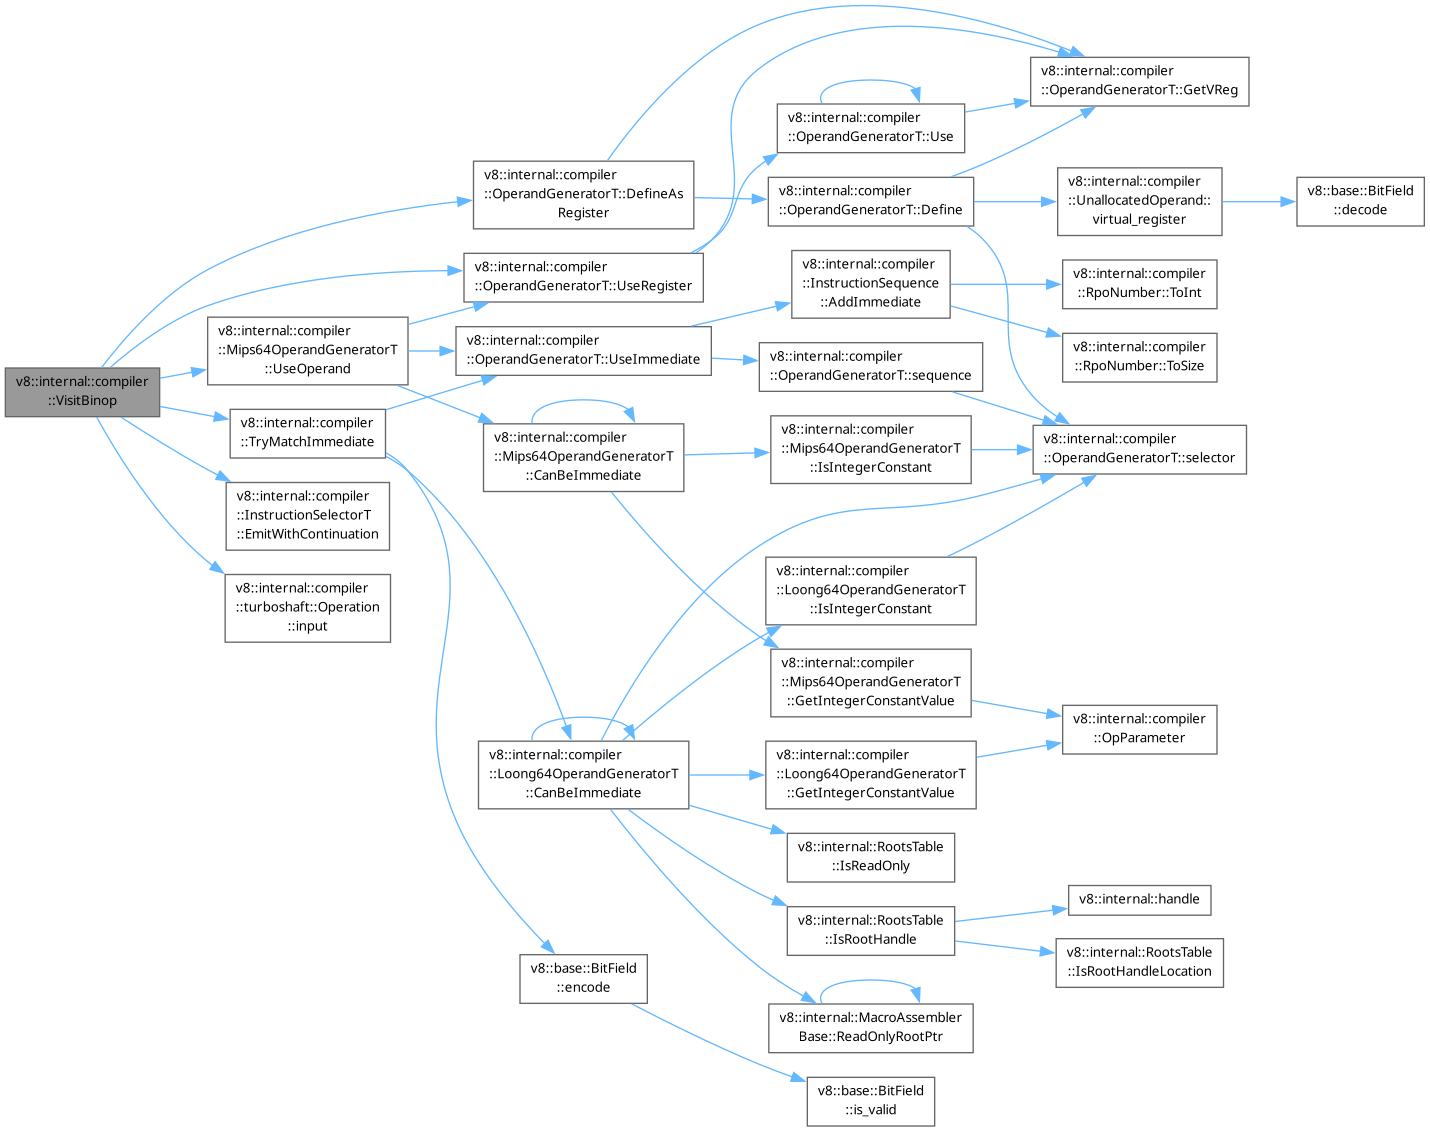 v8::internal::compiler
::VisitBinop
v8::internal::compiler
::OperandGeneratorT::DefineAs
Register
v8::internal::compiler
::OperandGeneratorT::UseRegister
v8::internal::compiler
::Mips64OperandGeneratorT
::UseOperand
v8::internal::compiler
::TryMatchImmediate
v8::internal::compiler
::InstructionSelectorT
::EmitWithContinuation
v8::internal::compiler
::turboshaft::Operation
::input
v8::internal::compiler
::OperandGeneratorT::UseImmediate
v8::internal::compiler
::Mips64OperandGeneratorT
::CanBeImmediate
v8::internal::compiler
::Loong64OperandGeneratorT
::CanBeImmediate
v8::base::BitField
::encode
v8::internal::compiler
::OperandGeneratorT::Use
v8::internal::compiler
::OperandGeneratorT::Define
v8::internal::compiler
::InstructionSequence
::AddImmediate
v8::internal::compiler
::OperandGeneratorT::sequence
v8::internal::compiler
::Mips64OperandGeneratorT
::IsIntegerConstant
v8::internal::compiler
::Loong64OperandGeneratorT
::IsIntegerConstant
v8::internal::compiler
::Mips64OperandGeneratorT
::GetIntegerConstantValue
v8::internal::compiler
::Loong64OperandGeneratorT
::GetIntegerConstantValue
v8::internal::RootsTable
::IsReadOnly
v8::internal::RootsTable
::IsRootHandle
v8::internal::MacroAssembler
Base::ReadOnlyRootPtr
v8::base::BitField
::is_valid
v8::internal::compiler
::OperandGeneratorT::GetVReg
v8::internal::compiler
::UnallocatedOperand::
virtual_register
v8::internal::compiler
::RpoNumber::ToInt
v8::internal::compiler
::RpoNumber::ToSize
v8::internal::compiler
::OperandGeneratorT::selector
v8::internal::compiler
::OpParameter
v8::internal::handle
v8::internal::RootsTable
::IsRootHandleLocation
v8::base::BitField
::decode